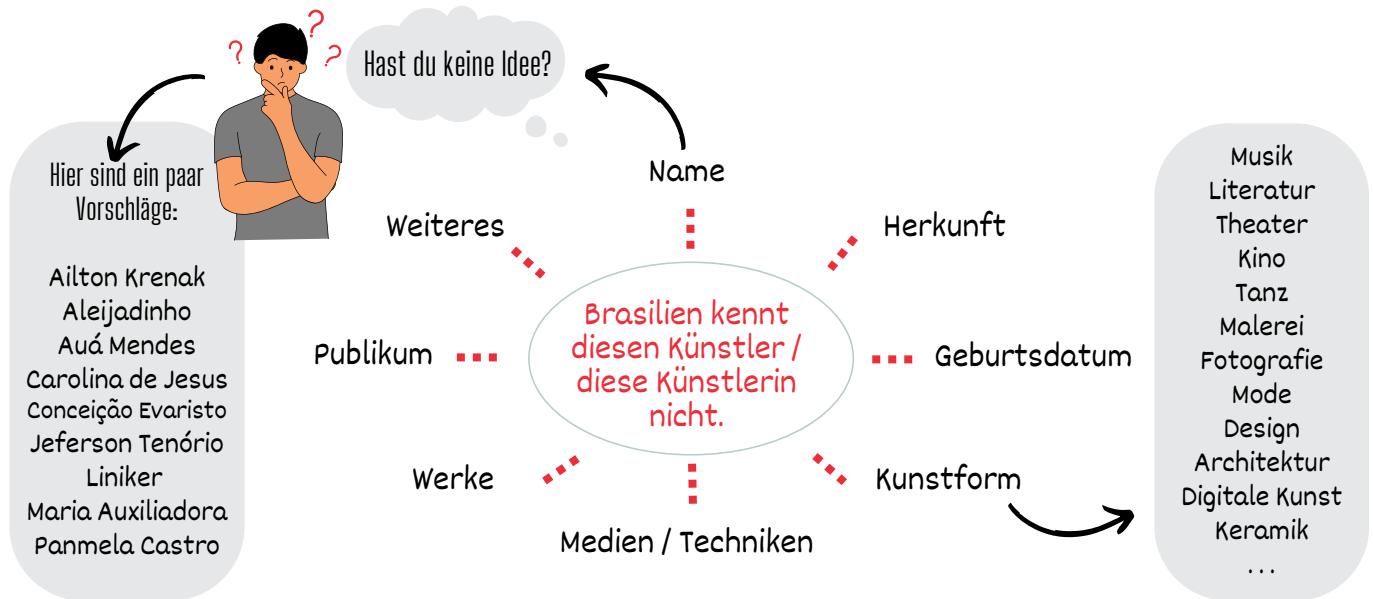 ?
?
?
Hast du keine Idee?
Hier sind ein paar
Vorschläge:
Ailton Krenak
Aleijadinho
Auá Mendes
Carolina de Jesus
Conceição Evaristo
Jeferson Tenório
Liniker
Maria Auxiliadora
Panmela Castro
Name
Weiteres
Herkunft
Publikum
Brasilien kennt
diesen Künstler /
diese Künstlerin
nicht.
Geburtsdatum
Werke
Kunstform
Medien / Techniken
Musik
Literatur
Theater
Kino
Tanz
Malerei
Fotografie
Mode
Design
Architektur
Digitale Kunst
Keramik
...